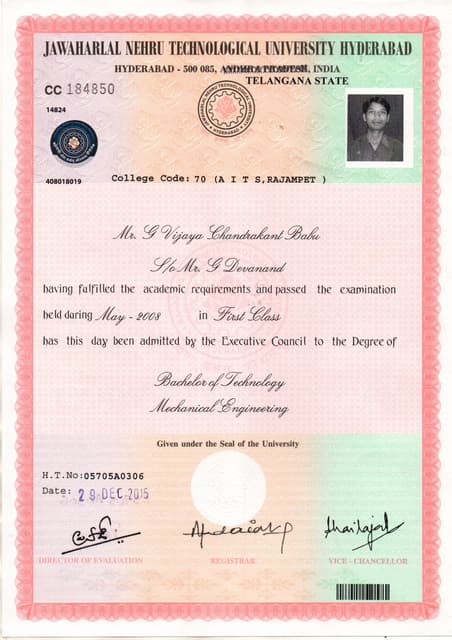 JAWAHARLAL NEHRU TECHNOLOGICAL UNIVERSITY HYDERABAD
HYDERABAD - 500 085, ANDHRA PRADESH, INDIA
TELANGANA STATE
CC 184850
14824
408018019
College Code: 70 (A I T S,RAJAMPET )
Mr. G Vijaya Chandrakant Babu
S/o Mr. G Devanand
having fulfilled the academic requirements and passed the examination
held during May - 2008 in First Class
has this day been admitted by the Executive Council to the Degree of
Bachelor of Technology
Mechanical Engineering
Given under the Seal of the University
H.T.No:05705A0306
Date: 29 DEC 2015
DIRECTOR OF EVALUATION REGISTRAR VICE - CHANCELLOR